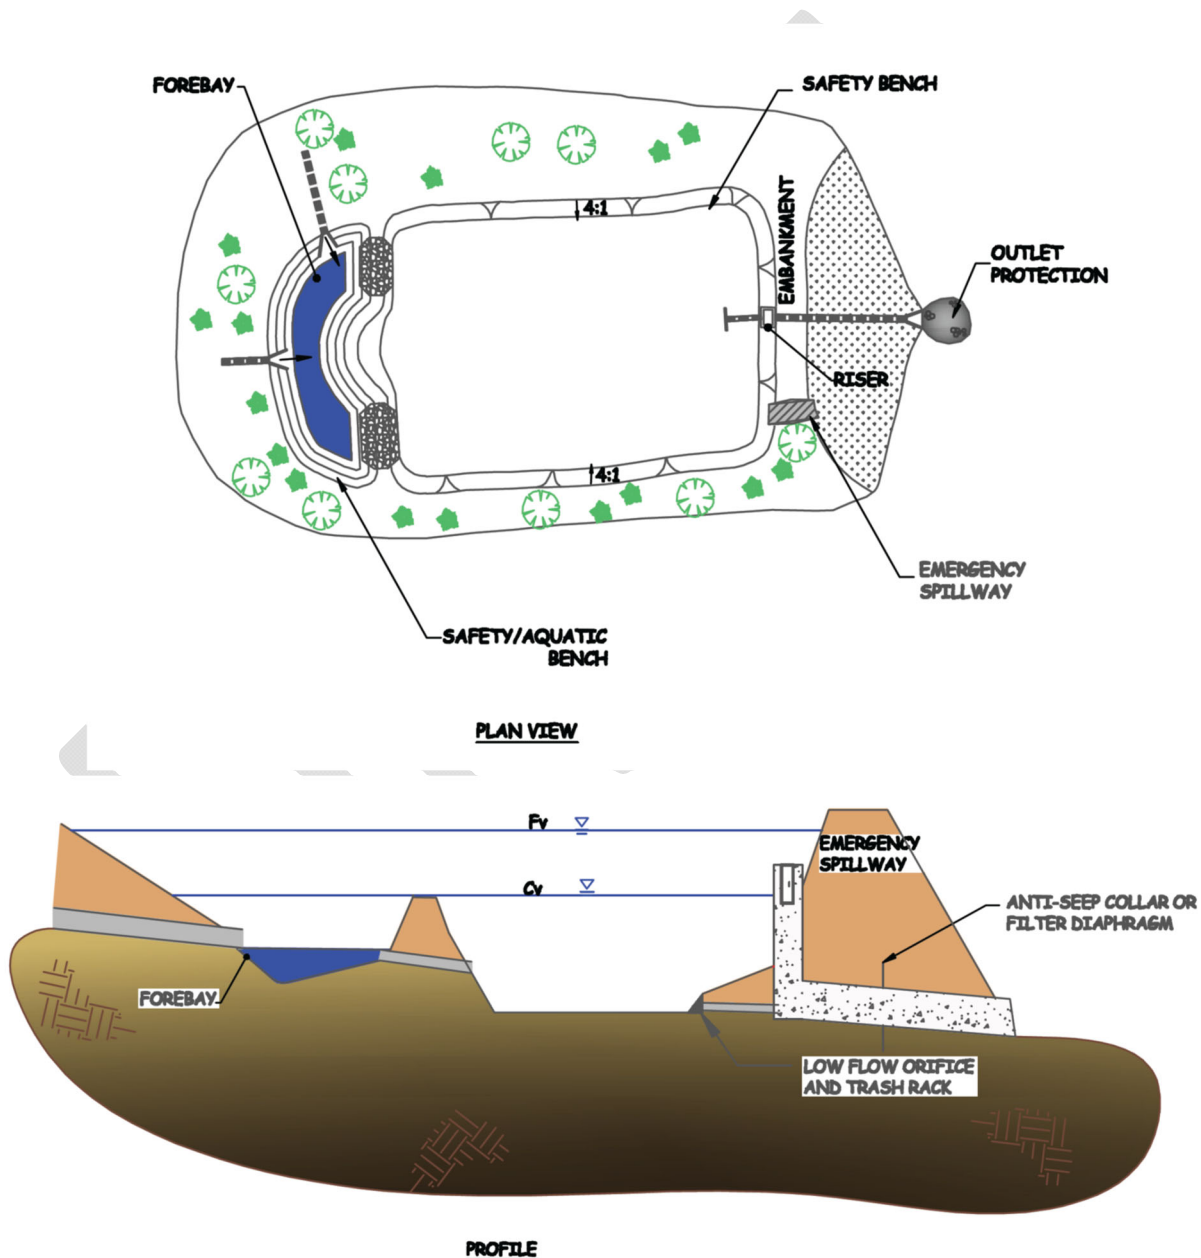 FOREBAY
SAFETY BENCH
4:1
EMBANKMENT
OUTLET
PROTECTION
RISER
4:1
EMERGENCY
SPILLWAY
SAFETY/AQUATIC
BENCH
PLAN VIEW
Fv
EMERGENCY
SPILLWAY
Cv
ANTI-SEEP COLLAR OR
FILTER DIAPHRAGM
FOREBAY
LOW FLOW ORIFICE
AND TRASH RACK
PROFILE